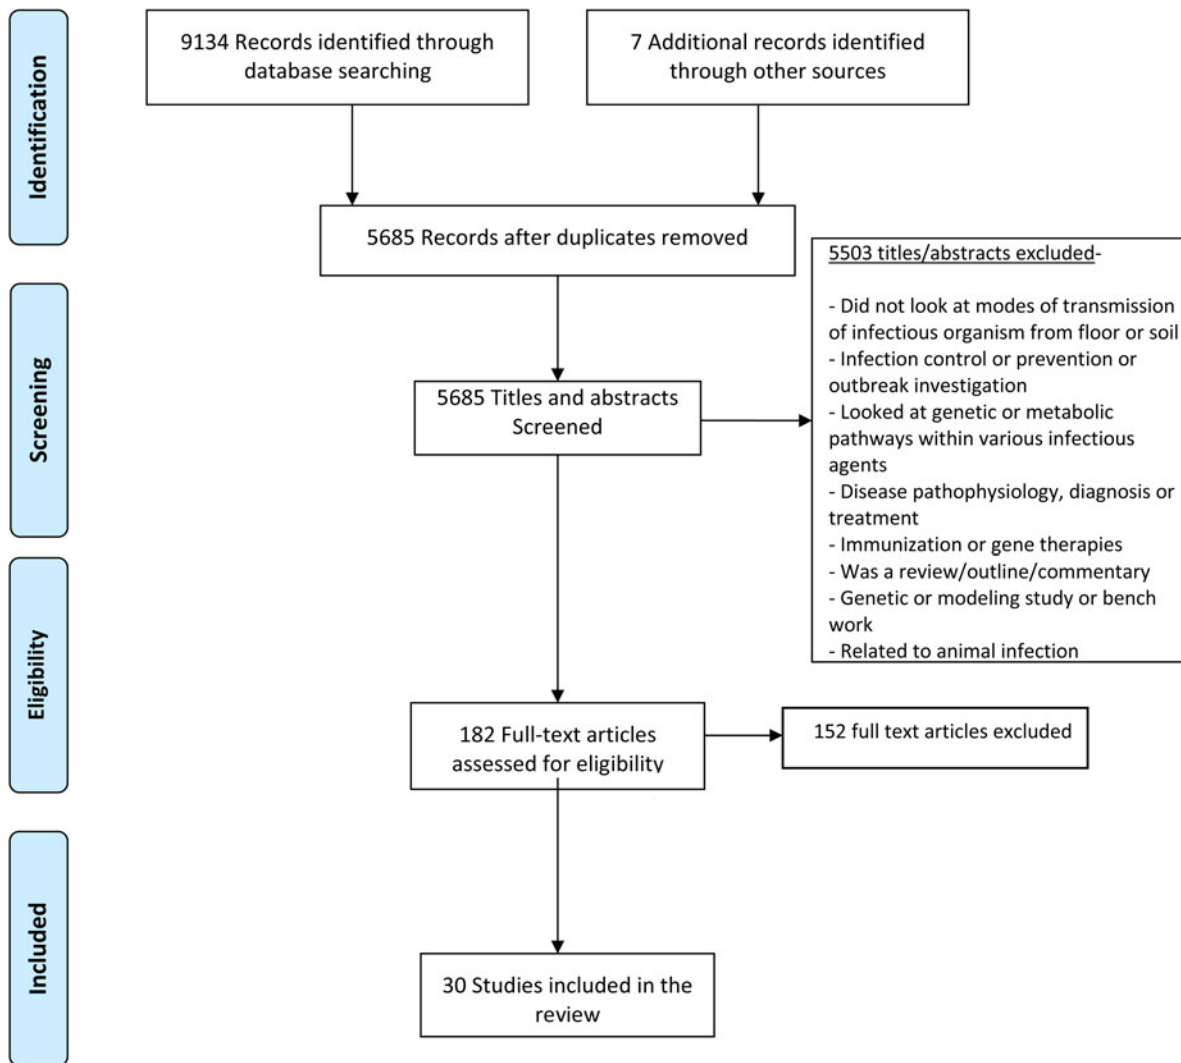 Identification
9134 Records identified through
database searching
7 Additional records identified
through other sources
5685 Records after duplicates removed
Screening
5685 Titles and abstracts
Screened
5503 titles/abstracts excluded-
- Did not look at modes of transmission
of infectious organism from floor or soil
- Infection control or prevention or
outbreak investigation
- Looked at genetic or metabolic
pathways within various infectious
agents
- Disease pathophysiology, diagnosis or
treatment
- Immunization or gene therapies
- Was a review/outline/commentary
- Genetic or modeling study or bench
work
- Related to animal infection
Eligibility
182 Full-text articles
assessed for eligibility
152 full text articles excluded
Included
30 Studies included in the
review